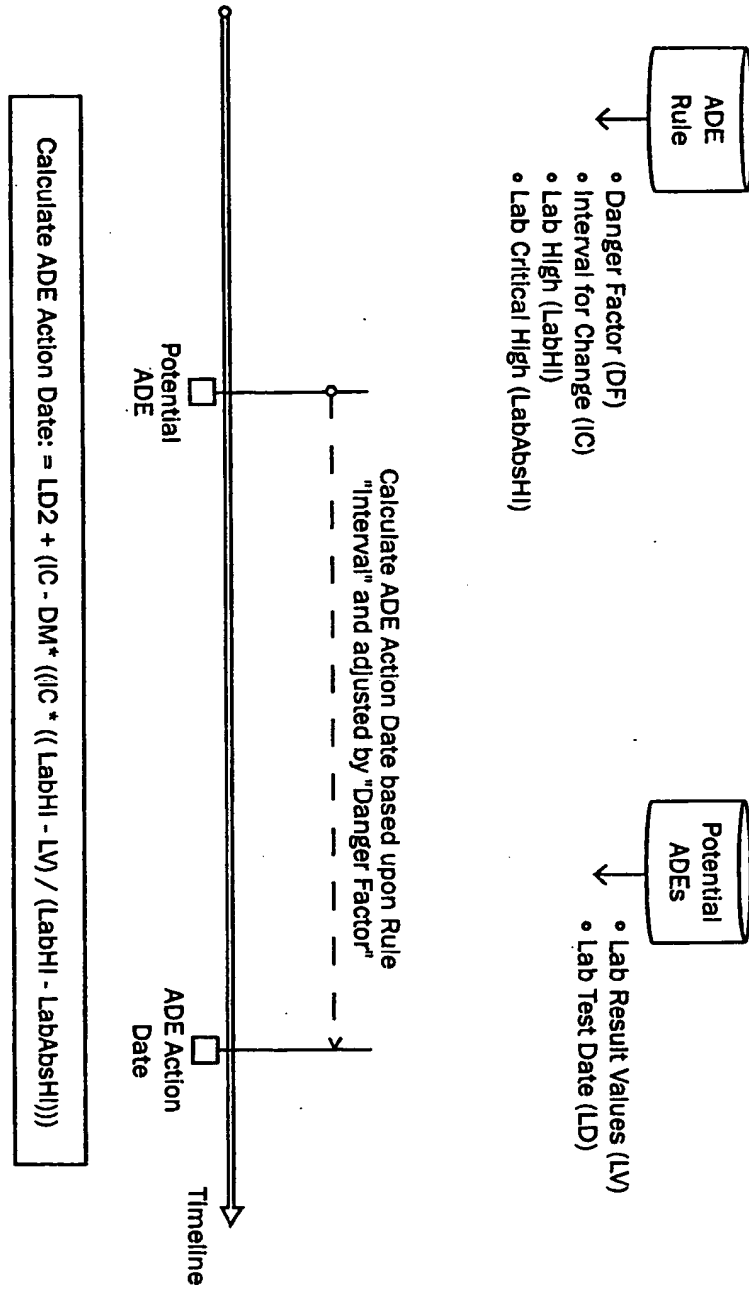 ADE
Rule
• Danger Factor (DF)
• Interval for Change (IC)
• Lab High (LabHI)
• Lab Critical High (LabAbsHI)
Potential
ADEs
• Lab Result Values (LV)
• Lab Test Date (LD)
Calculate ADE Action Date based upon Rule
"Interval" and adjusted by "Danger Factor"
Potential
ADE
ADE Action
Date
Timeline
Calculate ADE Action Date: = LD2 + (IC - DM* ((IC * (( LabHI - LV) / (LabHI - LabAbsHI))))